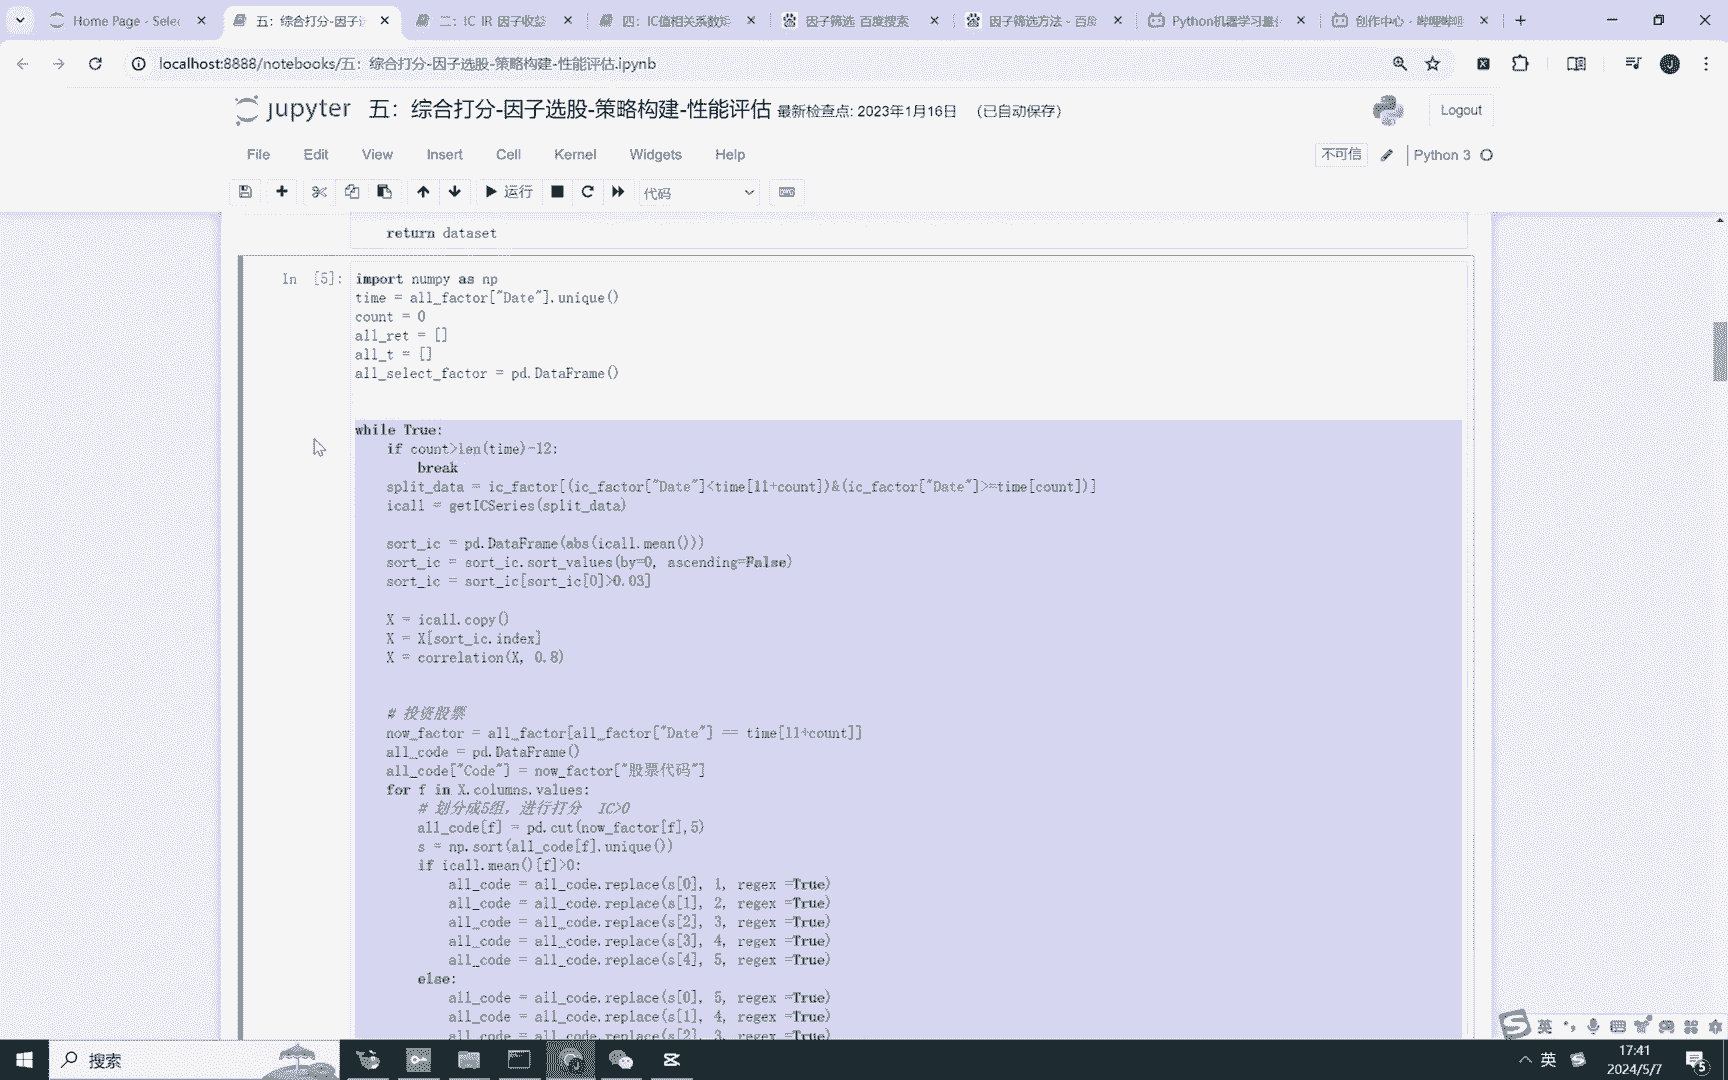 Home Page - Selec
五：综合打分-因子选
二：IC IR 因子收益
四：IC值相关系数矩
因子筛选_百度搜索
因子筛选方法 - 百度
Python机器学习量化
创作中心 - 哔哩哔哩
localhost:8888/notebooks/五：综合打分-因子选股-策略构建-性能评估.ipynb
jupyter 五：综合打分-因子选股-策略构建-性能评估 最新检查点: 2023年1月16日 (已自动保存)
Logout
File Edit View Insert Cell Kernel Widgets Help
不可信 Python 3
运行 代码
return dataset
In [5]:
import numpy as np
time = all_factor["Date"].unique()
count = 0
all_ret = []
all_t = []
all_select_factor = pd.DataFrame()
while True:
    if count>len(time)-12:
        break
    split_data = ic_factor[(ic_factor["Date"]<time[11+count])&(ic_factor["Date"]>=time[count])]
    icall = getICSeries(split_data)
    sort_ic = pd.DataFrame(abs(icall.mean()))
    sort_ic = sort_ic.sort_values(by=0, ascending=False)
    sort_ic = sort_ic[sort_ic[0]>0.03]
    X = icall.copy()
    X = X[sort_ic.index]
    X = correlation(X, 0.8)
    # 投资股票
    now_factor = all_factor[all_factor["Date"] == time[11+count]]
    all_code = pd.DataFrame()
    all_code["Code"] = now_factor["股票代码"]
    for f in X.columns.values:
        # 划分成5组，进行打分  IC>0
        all_code[f] = pd.cut(now_factor[f],5)
        s = np.sort(all_code[f].unique())
        if icall.mean()[f]>0:
            all_code = all_code.replace(s[0], 1, regex =True)
            all_code = all_code.replace(s[1], 2, regex =True)
            all_code = all_code.replace(s[2], 3, regex =True)
            all_code = all_code.replace(s[3], 4, regex =True)
            all_code = all_code.replace(s[4], 5, regex =True)
        else:
            all_code = all_code.replace(s[0], 5, regex =True)
            all_code = all_code.replace(s[1], 4, regex =True)
            all_code = all_code.replace(s[2], 3, regex =True)
英
搜索
英
17:41
2024/5/7
5